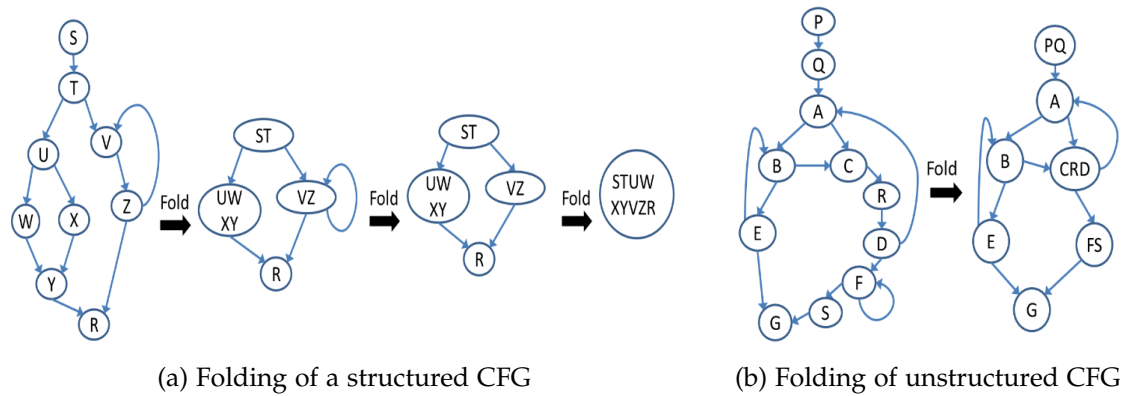 S
T
U
V
W
X
Z
Y
R
Fold
ST
UW
XY
VZ
R
Fold
ST
UW
XY
VZ
R
Fold
STUW
XYVZR
P
Q
A
B
C
R
E
D
F
S
G
Fold
PQ
A
B
CRD
E
FS
G
(a) Folding of a structured CFG
(b) Folding of unstructured CFG